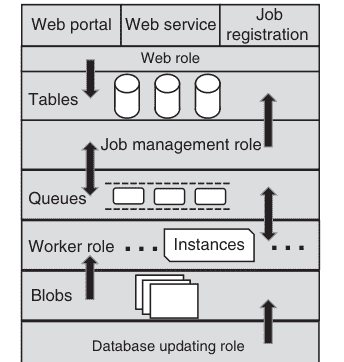 Web portal
Web service
Job
registration
Web role
Tables
Job management role
Queues
Worker role
Instances
Blobs
Database updating role